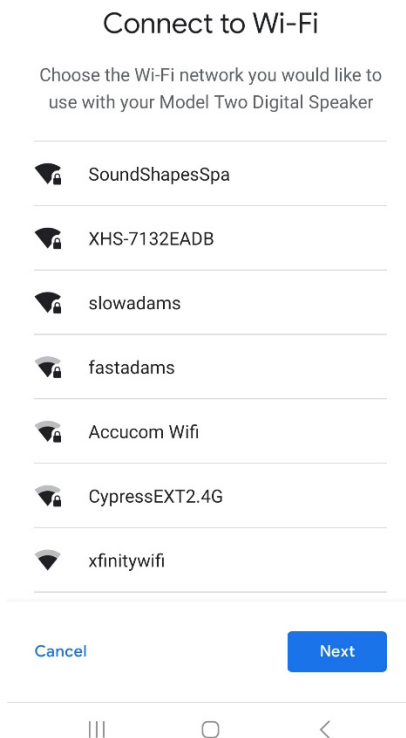 Connect to Wi-Fi
Choose the Wi-Fi network you would like to
use with your Model Two Digital Speaker
SoundShapesSpa
XHS-7132EADB
slowadams
fastadams
Accucom Wifi
CypressEXT2.4G
xfinitywifi
Cancel
Next